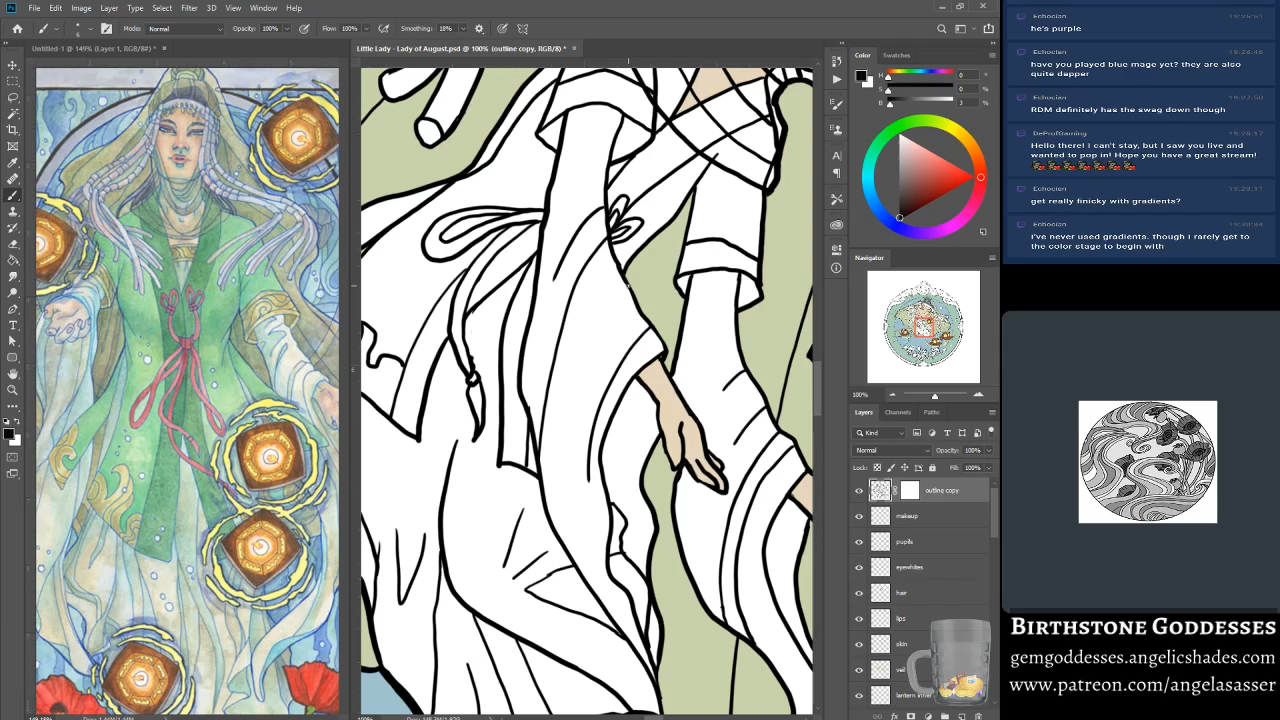 File Edit Image Layer Type Select Filter 3D View Window Help
Mode: Normal Opacity: 100% Flow: 100% Smoothing: 18%
Untitled-1 @ 149% (Layer 1, RGB/8#) *
Little Lady - Lady of August.psd @ 100% (outline copy, RGB/8) *
Color Swatches
H 0 °
S 0 %
B 3 %
Navigator
100%
Layers Channels Paths
Kind
Normal Opacity: 100%
Lock: Fill: 100%
outline copy
makeup
pupils
eyewhites
hair
lips
skin
veil
Echocian
he's purple
Echocian
have you played blue mage yet? they are also
quite dapper
Echocian
RDM definitely has the swag down though
DeProfGaming
Hello there! I can't stay, but I saw you live and
wanted to pop in! Hope you have a great stream!
Echocian
get really finicky with gradients?
Echocian
I've never used gradients. though I rarely get to
the color stage to begin with
Birthstone Goddesses
gemgoddesses.angelicshades.com
www.patreon.com/angelasasser